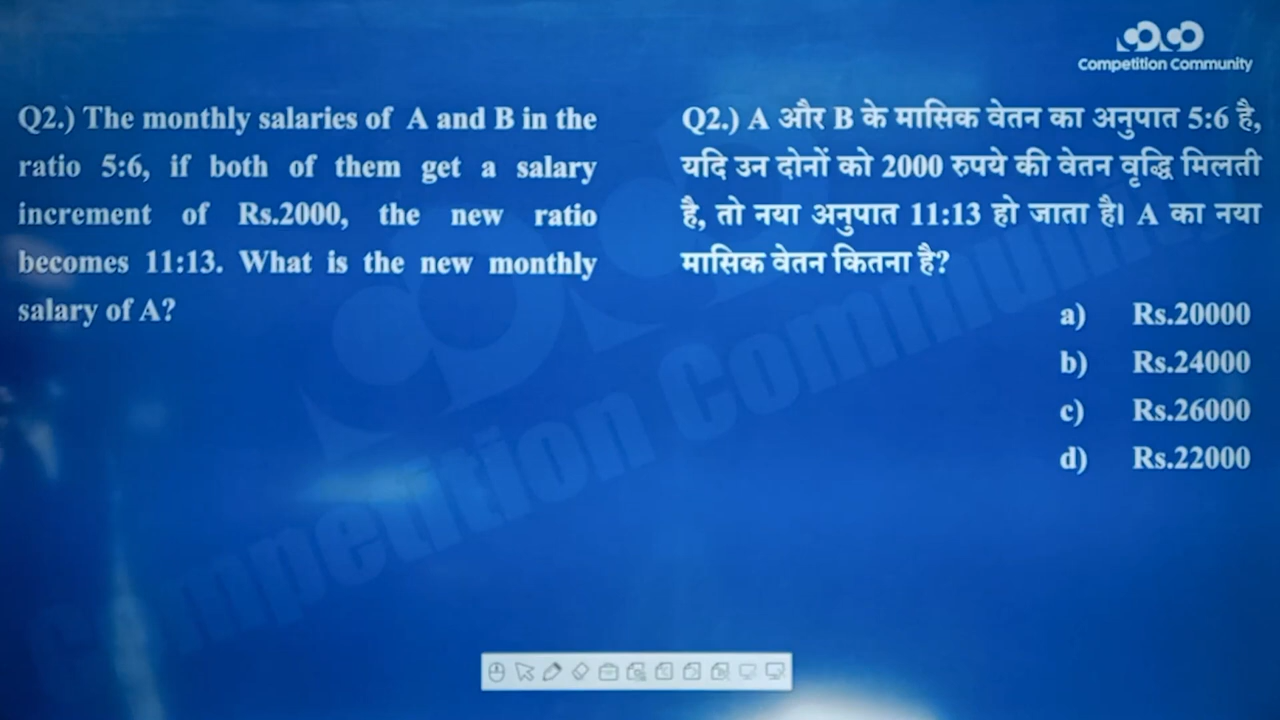 Competition Community
Q2.) The monthly salaries of A and B in the
ratio 5:6, if both of them get a salary
increment of Rs.2000, the new ratio
becomes 11:13. What is the new monthly
salary of A?
Q2.) A और B के मासिक वेतन का अनुपात 5:6 है,
यदि उन दोनों को 2000 रुपये की वेतन वृद्धि मिलती
है, तो नया अनुपात 11:13 हो जाता है। A का नया
मासिक वेतन कितना है?
a) Rs.20000
b) Rs.24000
c) Rs.26000
d) Rs.22000
Competition Community